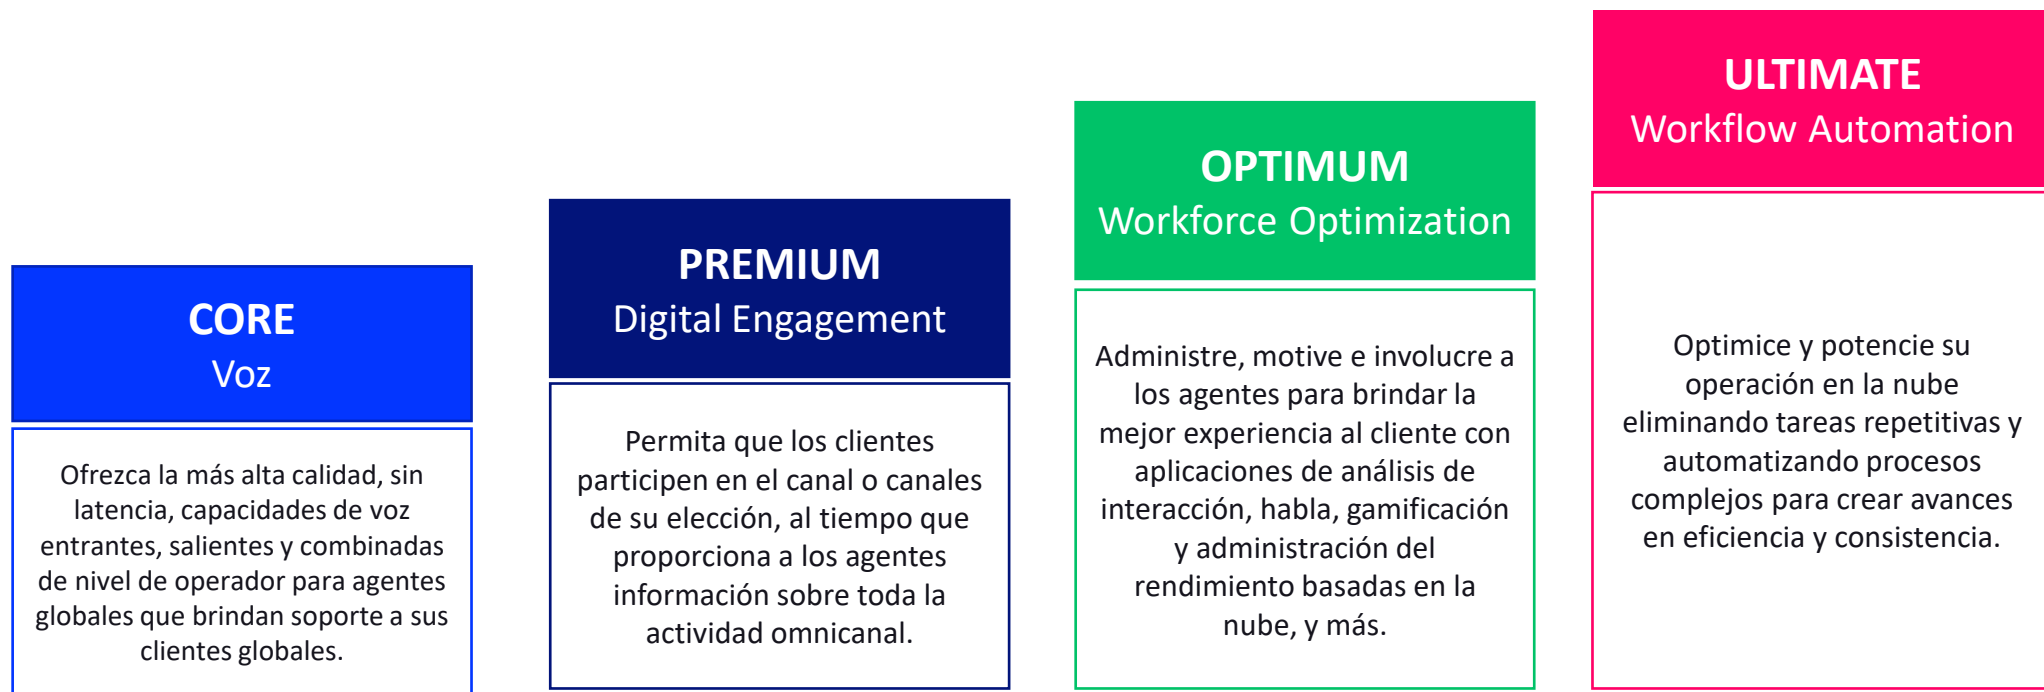 CORE
Voz
Ofrezca la más alta calidad, sin
latencia, capacidades de voz
entrantes, salientes y combinadas
de nivel de operador para agentes
globales que brindan soporte a sus
clientes globales.
PREMIUM
Digital Engagement
Permita que los clientes
participen en el canal o canales
de su elección, al tiempo que
proporciona a los agentes
información sobre toda la
actividad omnicanal.
OPTIMUM
Workforce Optimization
Administre, motive e involucre a
los agentes para brindar la
mejor experiencia al cliente con
aplicaciones de análisis de
interacción, habla, gamificación
y administración del
rendimiento basadas en la
nube, y más.
ULTIMATE
Workflow Automation
Optimice y potencie su
operación en la nube
eliminando tareas repetitivas y
automatizando procesos
complejos para crear avances
en eficiencia y consistencia.